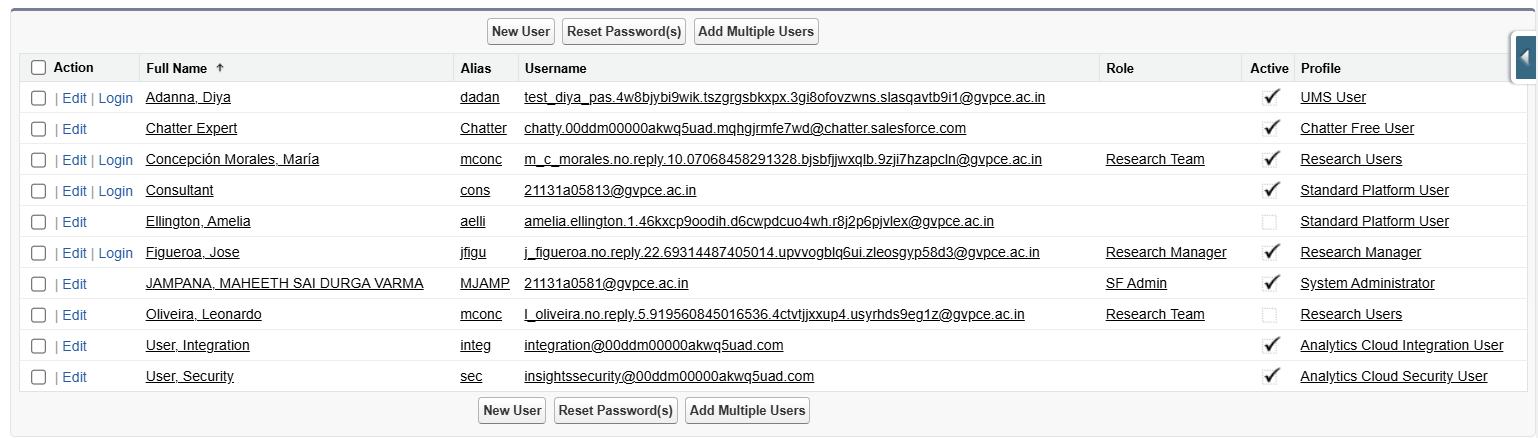 New User Reset Password(s) Add Multiple Users
Action Full Name ↑ Alias Username Role Active Profile
| Edit | Login Adanna, Diya dadan test_diya_pas.4w8bjybi9wik.tszgrgsbkxpx.3gi8ofovzwns.slasqavtb9i1@gvpce.ac.in UMS User
| Edit Chatter Expert Chatter chatty.00ddm00000akwq5uad.mqhgjrmfe7wd@chatter.salesforce.com Chatter Free User
| Edit | Login Concepción Morales, María mconc m_c_morales.no.reply.10.07068458291328.bjsbfjjwxqlb.9zji7hzapcln@gvpce.ac.in Research Team Research Users
| Edit | Login Consultant cons 21131a05813@gvpce.ac.in Standard Platform User
| Edit Ellington, Amelia aelli amelia.ellington.1.46kxcp9oodih.d6cwpdcuo4wh.r8j2p6pjvlex@gvpce.ac.in Standard Platform User
| Edit | Login Figueroa, Jose jfigu j_figueroa.no.reply.22.69314487405014.upvvogblq6ui.zleosgyp58d3@gvpce.ac.in Research Manager Research Manager
| Edit JAMPANA, MAHEETH SAI DURGA VARMA MJAMP 21131a0581@gvpce.ac.in SF Admin System Administrator
| Edit Oliveira, Leonardo mconc l_oliveira.no.reply.5.919560845016536.4ctvtjjxxup4.usyrhds9eg1z@gvpce.ac.in Research Team Research Users
| Edit User, Integration integ integration@00ddm00000akwq5uad.com Analytics Cloud Integration User
| Edit User, Security sec insightssecurity@00ddm00000akwq5uad.com Analytics Cloud Security User
New User Reset Password(s) Add Multiple Users